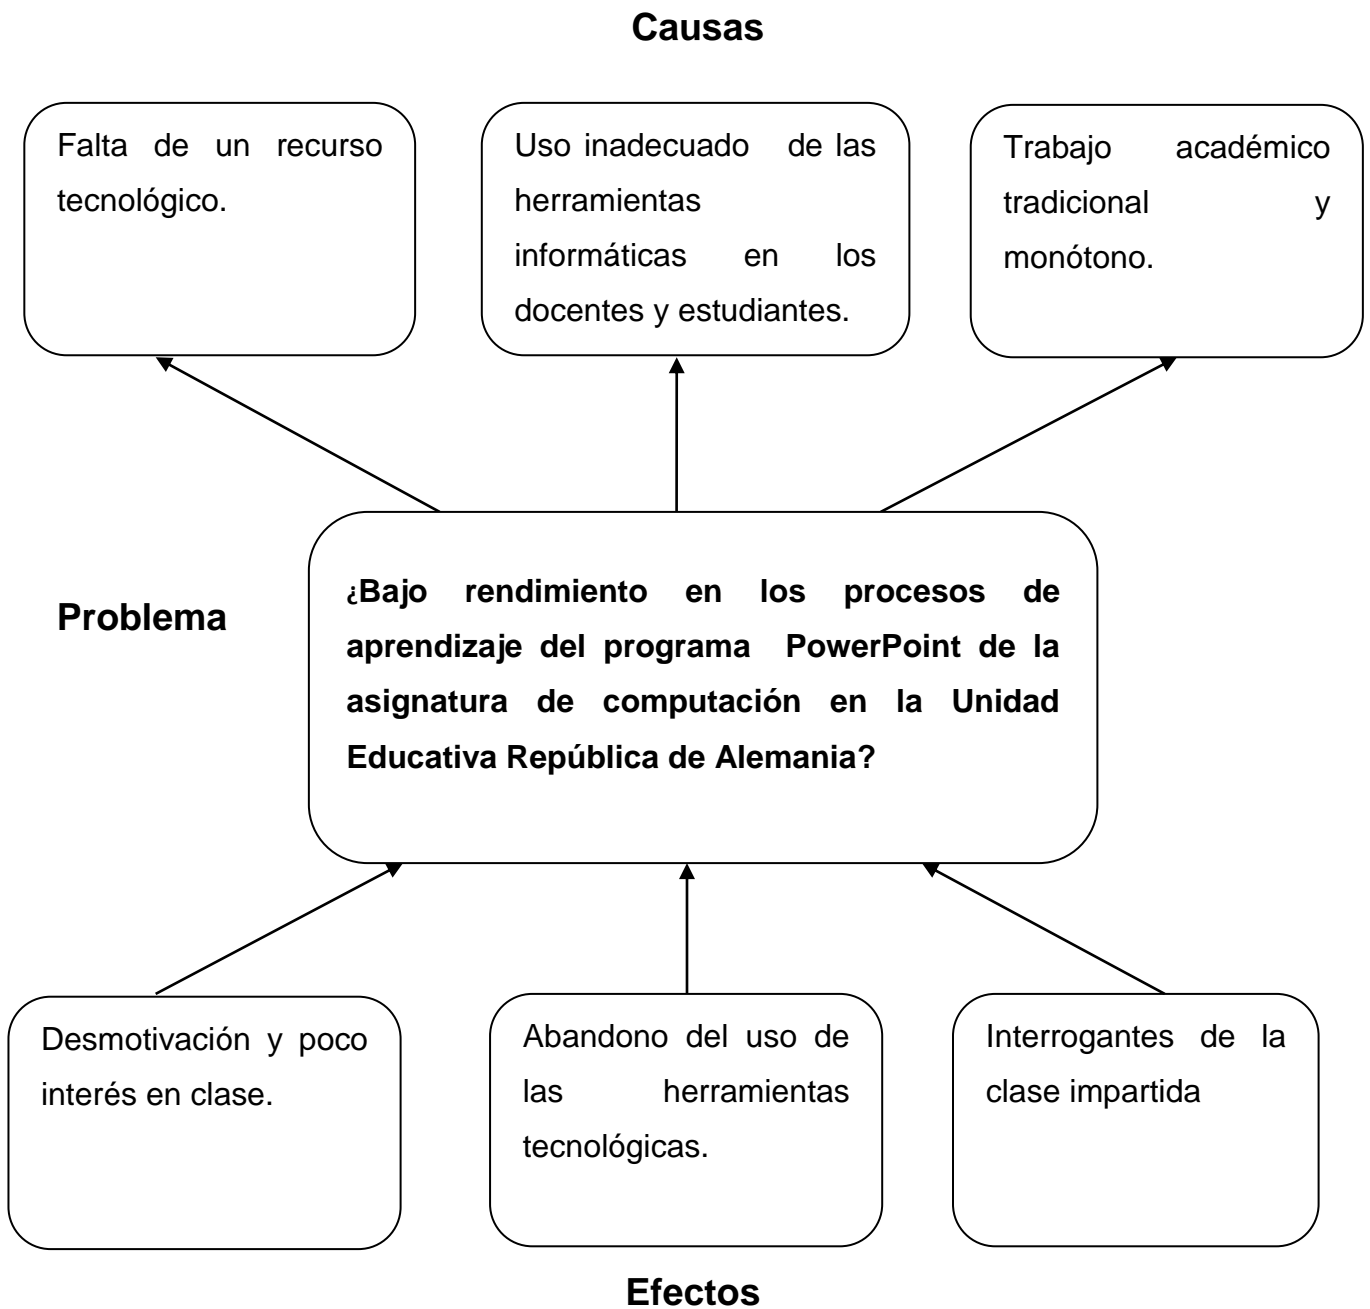 Causas
Falta de un recurso
tecnológico.
Uso inadecuado de las
herramientas
informáticas en los
docentes y estudiantes.
Trabajo académico
tradicional y
monótono.
Problema
¿Bajo rendimiento en los procesos de
aprendizaje del programa PowerPoint de la
asignatura de computación en la Unidad
Educativa República de Alemania?
Desmotivación y poco
interés en clase.
Abandono del uso de
las herramientas
tecnológicas.
Interrogantes de la
clase impartida
Efectos